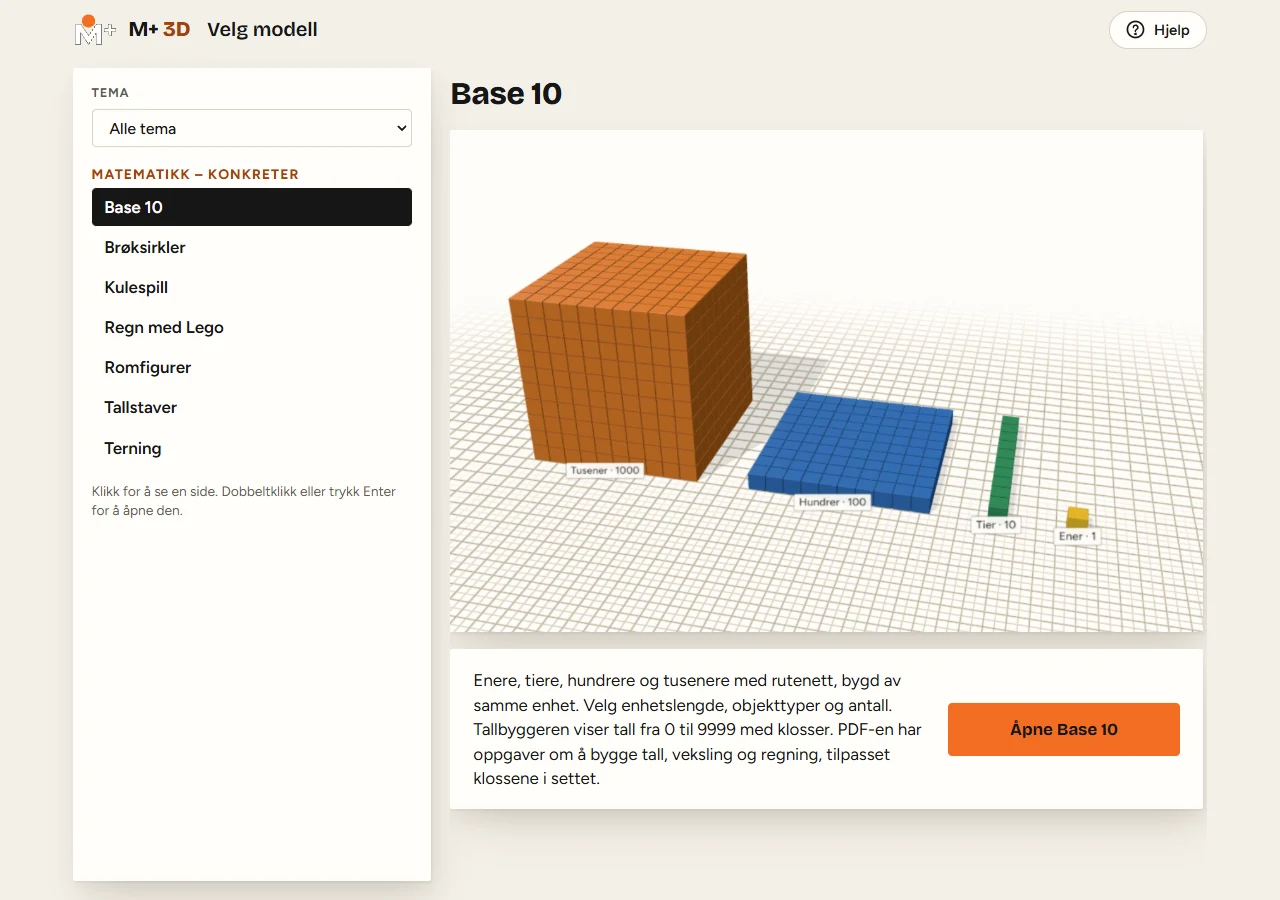 M+ M+ 3D Velg modell
Hjelp
TEMA
Alle tema
MATEMATIKK – KONKRETER
Base 10
Brøksirkler
Kulespill
Regn med Lego
Romfigurer
Tallstaver
Terning
Klikk for å se en side. Dobbeltklikk eller trykk Enter
for å åpne den.
Base 10
Tusener · 1000
Hundrer · 100
Tier · 10
Ener · 1
Enere, tiere, hundrere og tusenere med rutenett, bygd av
samme enhet. Velg enhetslengde, objekttyper og antall.
Tallbyggeren viser tall fra 0 til 9999 med klosser. PDF-en har
oppgaver om å bygge tall, veksling og regning, tilpasset
klossene i settet.
Åpne Base 10